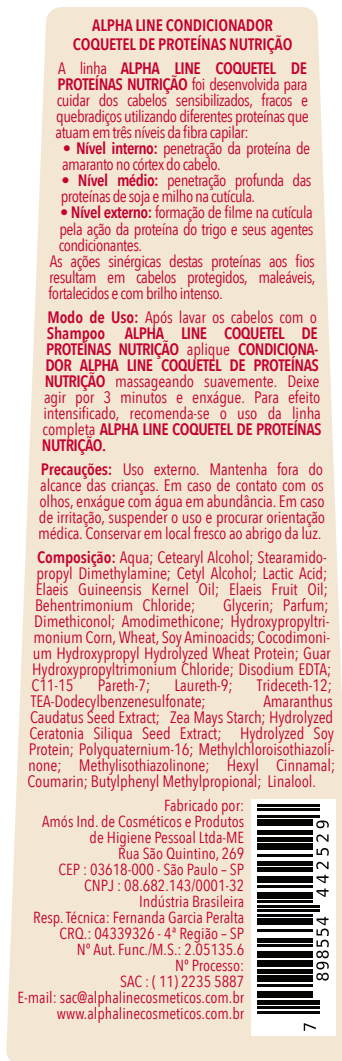 ALPHA LINE CONDICIONADOR
COQUETEL DE PROTEÍNAS NUTRIÇÃO
A linha ALPHA LINE COQUETEL DE
PROTEÍNAS NUTRIÇÃO foi desenvolvida para
cuidar dos cabelos sensibilizados, fracos e
quebradiços utilizando diferentes proteínas que
atuam em três níveis da fibra capilar:
• Nível interno: penetração da proteína de
amaranto no córtex do cabelo.
• Nível médio: penetração profunda das
proteínas de soja e milho na cutícula.
• Nível externo: formação de filme na cutícula
pela ação da proteína do trigo e seus agentes
condicionantes.
As ações sinérgicas destas proteínas aos fios
resultam em cabelos protegidos, maleáveis,
fortalecidos e com brilho intenso.
Modo de Uso: Após lavar os cabelos com o
Shampoo ALPHA LINE COQUETEL DE
PROTEÍNAS NUTRIÇÃO aplique CONDICIONA-
DOR ALPHA LINE COQUETEL DE PROTEÍNAS
NUTRIÇÃO massageando suavemente. Deixe
agir por 3 minutos e enxágue. Para efeito
intensificado, recomenda-se o uso da linha
completa ALPHA LINE COQUETEL DE PROTEÍNAS
NUTRIÇÃO.
Precauções: Uso externo. Mantenha fora do
alcance das crianças. Em caso de contato com os
olhos, enxágue com água em abundância. Em caso
de irritação, suspender o uso e procurar orientação
médica. Conservar em local fresco ao abrigo da luz.
Composição: Aqua; Cetearyl Alcohol; Stearamido-
propyl Dimethylamine; Cetyl Alcohol; Lactic Acid;
Elaeis Guineensis Kernel Oil; Elaeis Fruit Oil;
Behentrimonium Chloride; Glycerin; Parfum;
Dimethiconol; Amodimethicone; Hydroxypropyltri-
monium Corn, Wheat, Soy Aminoacids; Cocodimoni-
um Hydroxypropyl Hydrolyzed Wheat Protein; Guar
Hydroxypropyltrimonium Chloride; Disodium EDTA;
C11-15 Pareth-7; Laureth-9; Trideceth-12;
TEA-Dodecylbenzenesulfonate; Amaranthus
Caudatus Seed Extract; Zea Mays Starch; Hydrolyzed
Ceratonia Siliqua Seed Extract; Hydrolyzed Soy
Protein; Polyquaternium-16; Methylchloroisothiazoli-
none; Methylisothiazolinone; Hexyl Cinnamal;
Coumarin; Butylphenyl Methylpropional; Linalool.
Fabricado por:
Amós Ind. de Cosméticos e Produtos
de Higiene Pessoal Ltda-ME
Rua São Quintino, 269
CEP : 03618-000 - São Paulo – SP
CNPJ : 08.682.143/0001-32
Indústria Brasileira
Resp. Técnica: Fernanda Garcia Peralta
CRQ.: 04339326 - 4ª Região – SP
Nº Aut. Func./M.S.: 2.05135.6
Nº Processo:
SAC : ( 11) 2235 5887
E-mail: sac@alphalinecosmeticos.com.br
www.alphalinecosmeticos.com.br
7 898554 442529